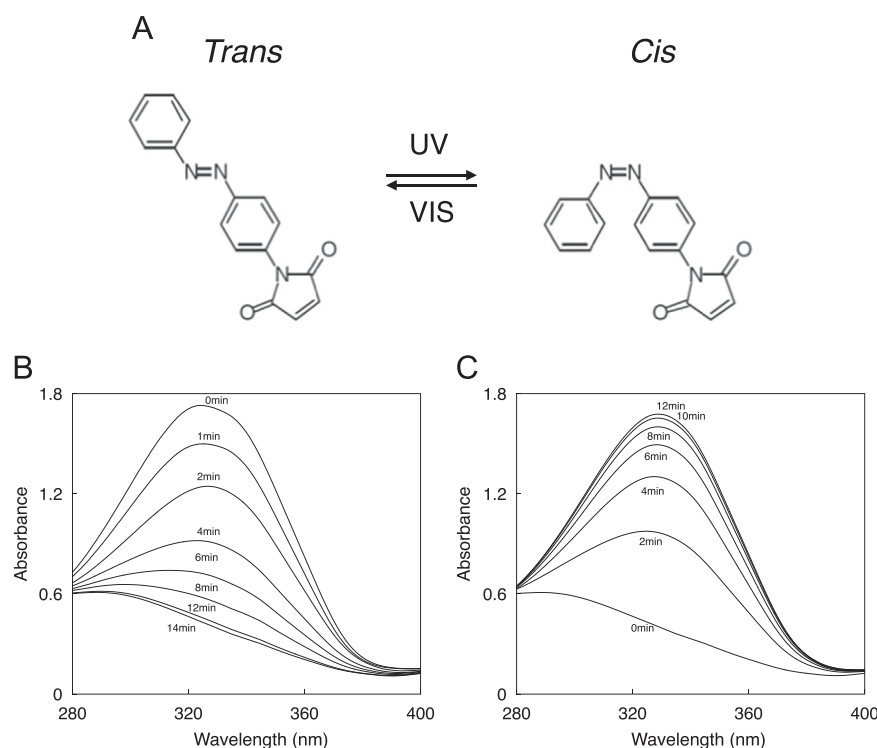 A
Trans
Cis
N=N
N
O
O
UV
VIS
N=N
N
O
O
B
1.8
1.2
0.6
0
Absorbance
0min
1min
2min
4min
6min
8min
12min
14min
280 320 360 400
Wavelength (nm)
C
1.8
1.2
0.6
0
Absorbance
12min
10min
8min
6min
4min
2min
0min
280 320 360 400
Wavelength (nm)